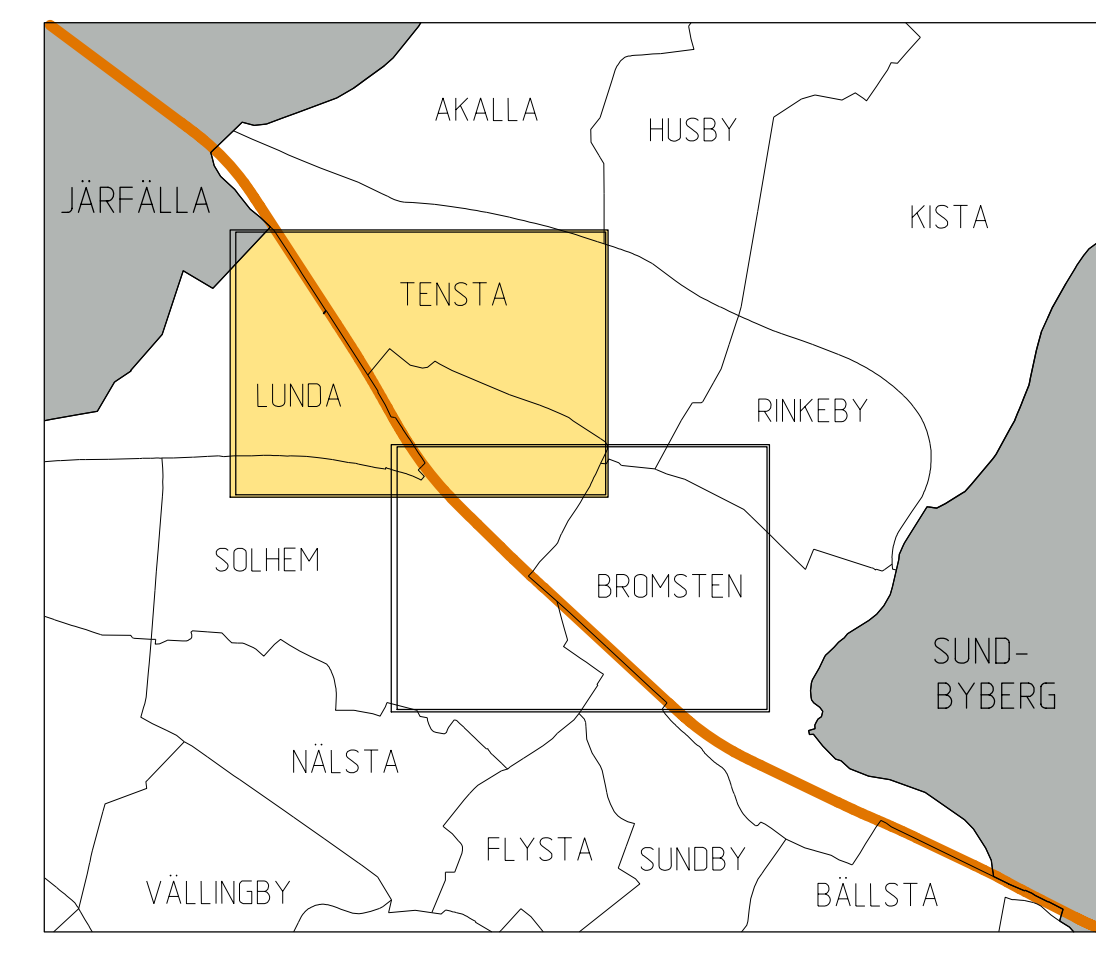 AKALLA
HUSBY
JÄRFÄLLA
KISTA
TENSTA
LUNDA
RINKEBY
SOLHEM
BROMSTEN
SUND-
BYBERG
NÄLSTA
FLYSTA
SUNDBY
VÄLLINGBY
BÄLLSTA